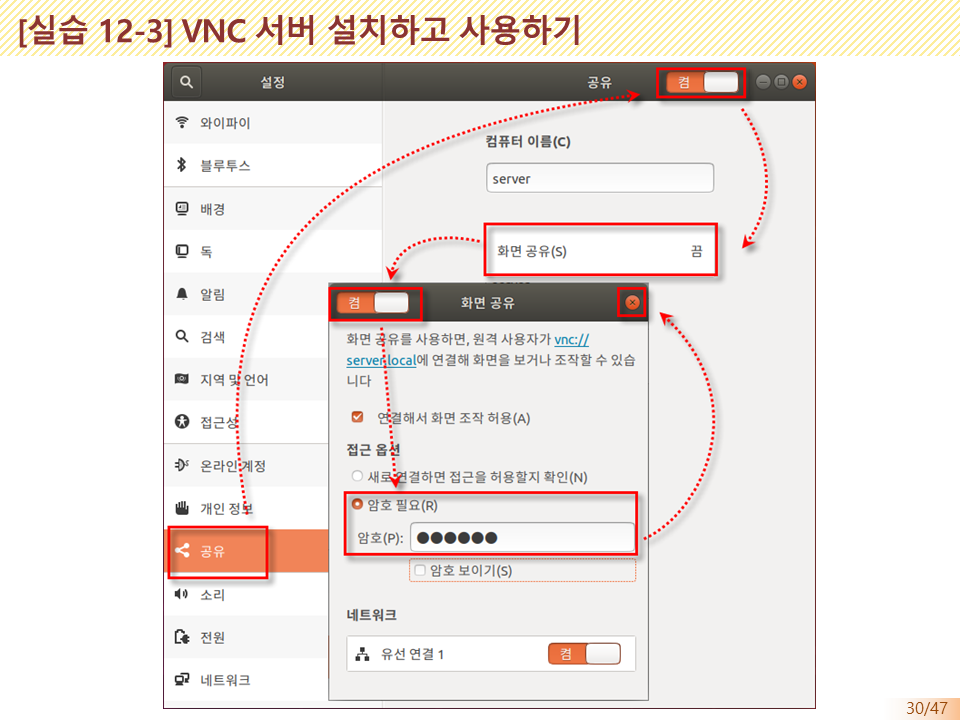 [실습 12-3] VNC 서버 설치하고 사용하기
설정
공유
켬
와이파이
블루투스
배경
독
알림
검색
지역 및 언어
접근성
온라인 계정
개인 정보
공유
소리
전원
네트워크
컴퓨터 이름(C)
server
화면 공유(S) 끔
켬
화면 공유
화면 공유를 사용하면, 원격 사용자가 vnc://
server.local에 연결해 화면을 보거나 조작할 수 있습
니다
연결해서 화면 조작 허용(A)
접근 옵션
새로 연결하면 접근을 허용할지 확인(N)
암호 필요(R)
암호(P): ●●●●●●
암호 보이기(S)
네트워크
유선 연결 1 켬
30/47